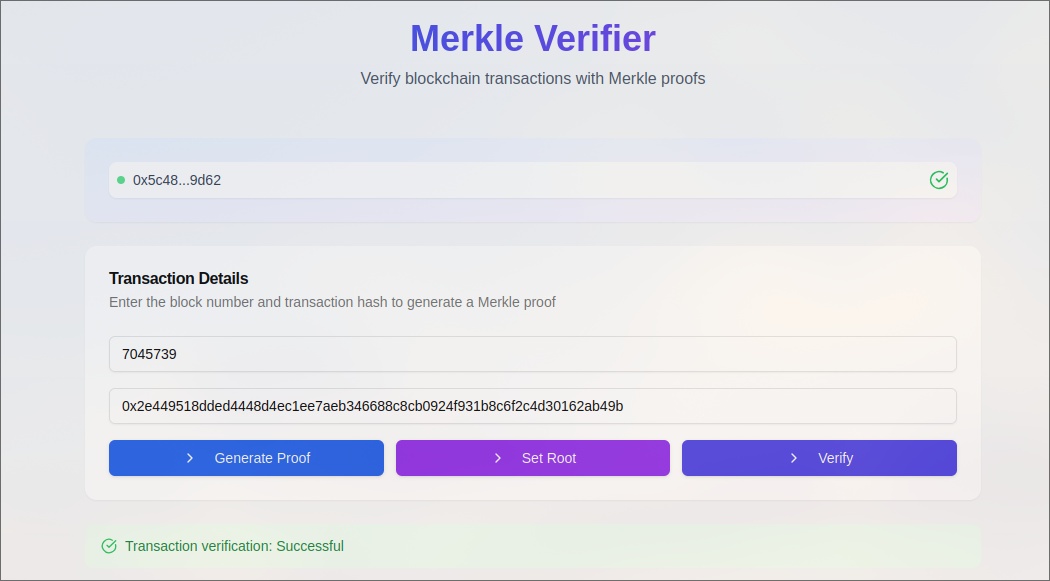 Merkle Verifier
Verify blockchain transactions with Merkle proofs
0x5c48...9d62
Transaction Details
Enter the block number and transaction hash to generate a Merkle proof
7045739
0x2e449518dded4448d4ec1ee7aeb346688c8cb0924f931b8c6f2c4d30162ab49b
Generate Proof
Set Root
Verify
Transaction verification: Successful